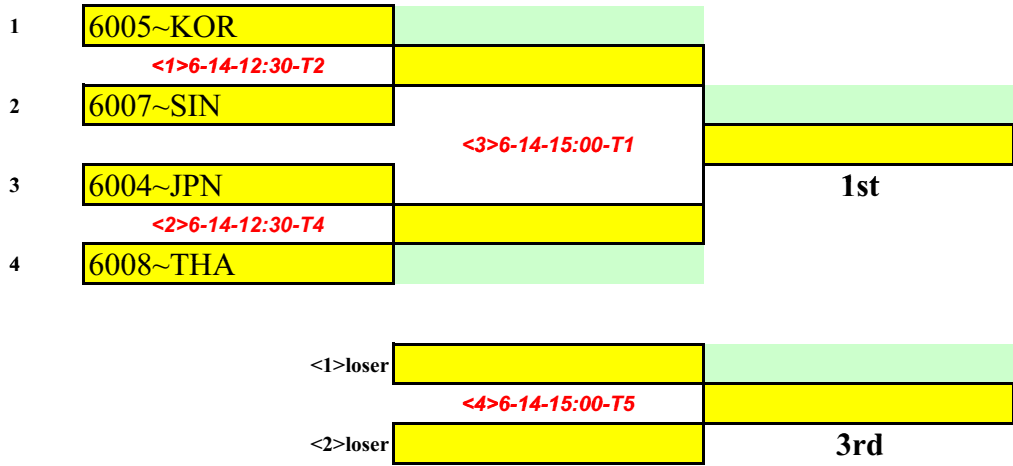 1 6005~KOR
<1>6-14-12:30-T2
2 6007~SIN
<3>6-14-15:00-T1
3 6004~JPN 1st
<2>6-14-12:30-T4
4 6008~THA
<1>loser
<4>6-14-15:00-T5
<2>loser 3rd